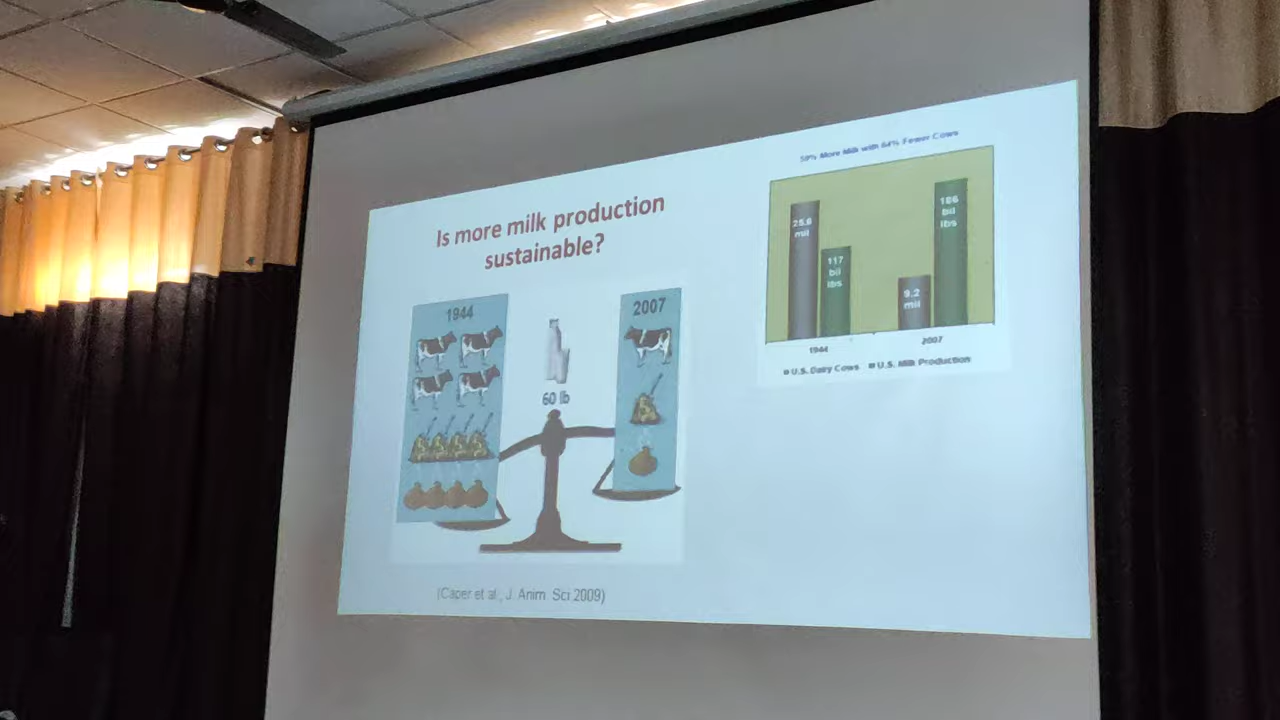 Is more milk production
sustainable?
1944
2007
60 lb
(Caper et al., J. Anim. Sci 2009)
59% More Milk with 64% Fewer Cows
25.6
mil
117
bil
lbs
9.2
mil
186
bil
lbs
1944
2007
U.S. Dairy Cows U.S. Milk Production